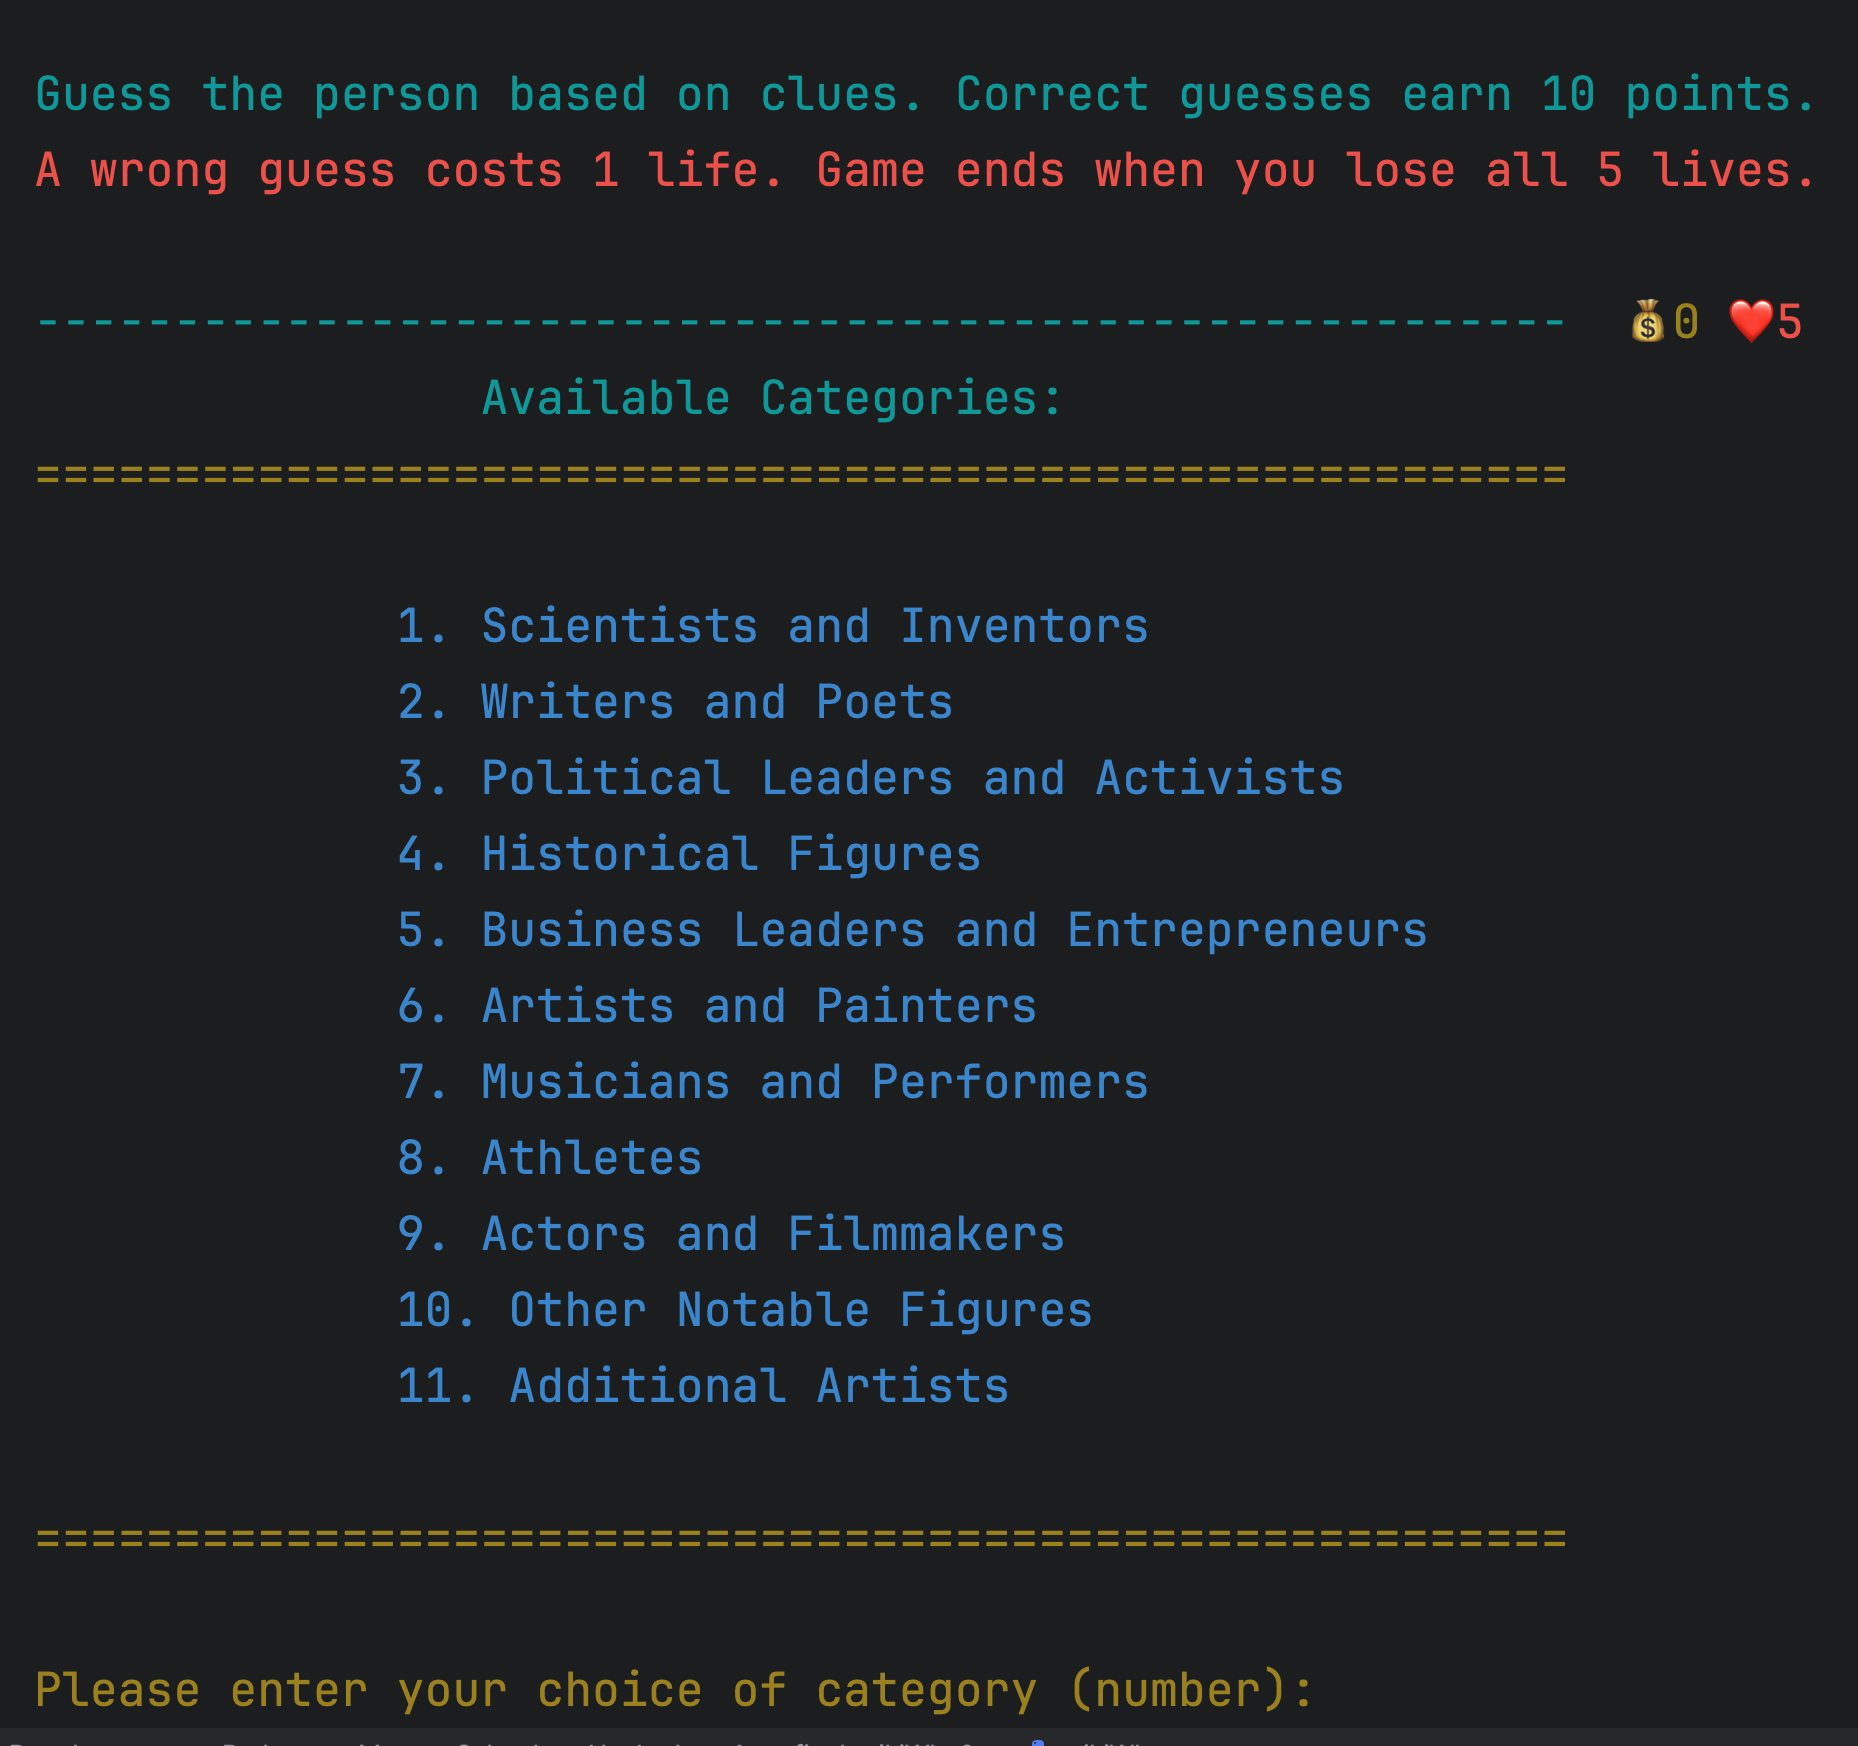 Guess the person based on clues. Correct guesses earn 10 points.
A wrong guess costs 1 life. Game ends when you lose all 5 lives.
------------------------------------------------------- 💰0 ❤️5
Available Categories:
=======================================================
1. Scientists and Inventors
2. Writers and Poets
3. Political Leaders and Activists
4. Historical Figures
5. Business Leaders and Entrepreneurs
6. Artists and Painters
7. Musicians and Performers
8. Athletes
9. Actors and Filmmakers
10. Other Notable Figures
11. Additional Artists
=======================================================
Please enter your choice of category (number):